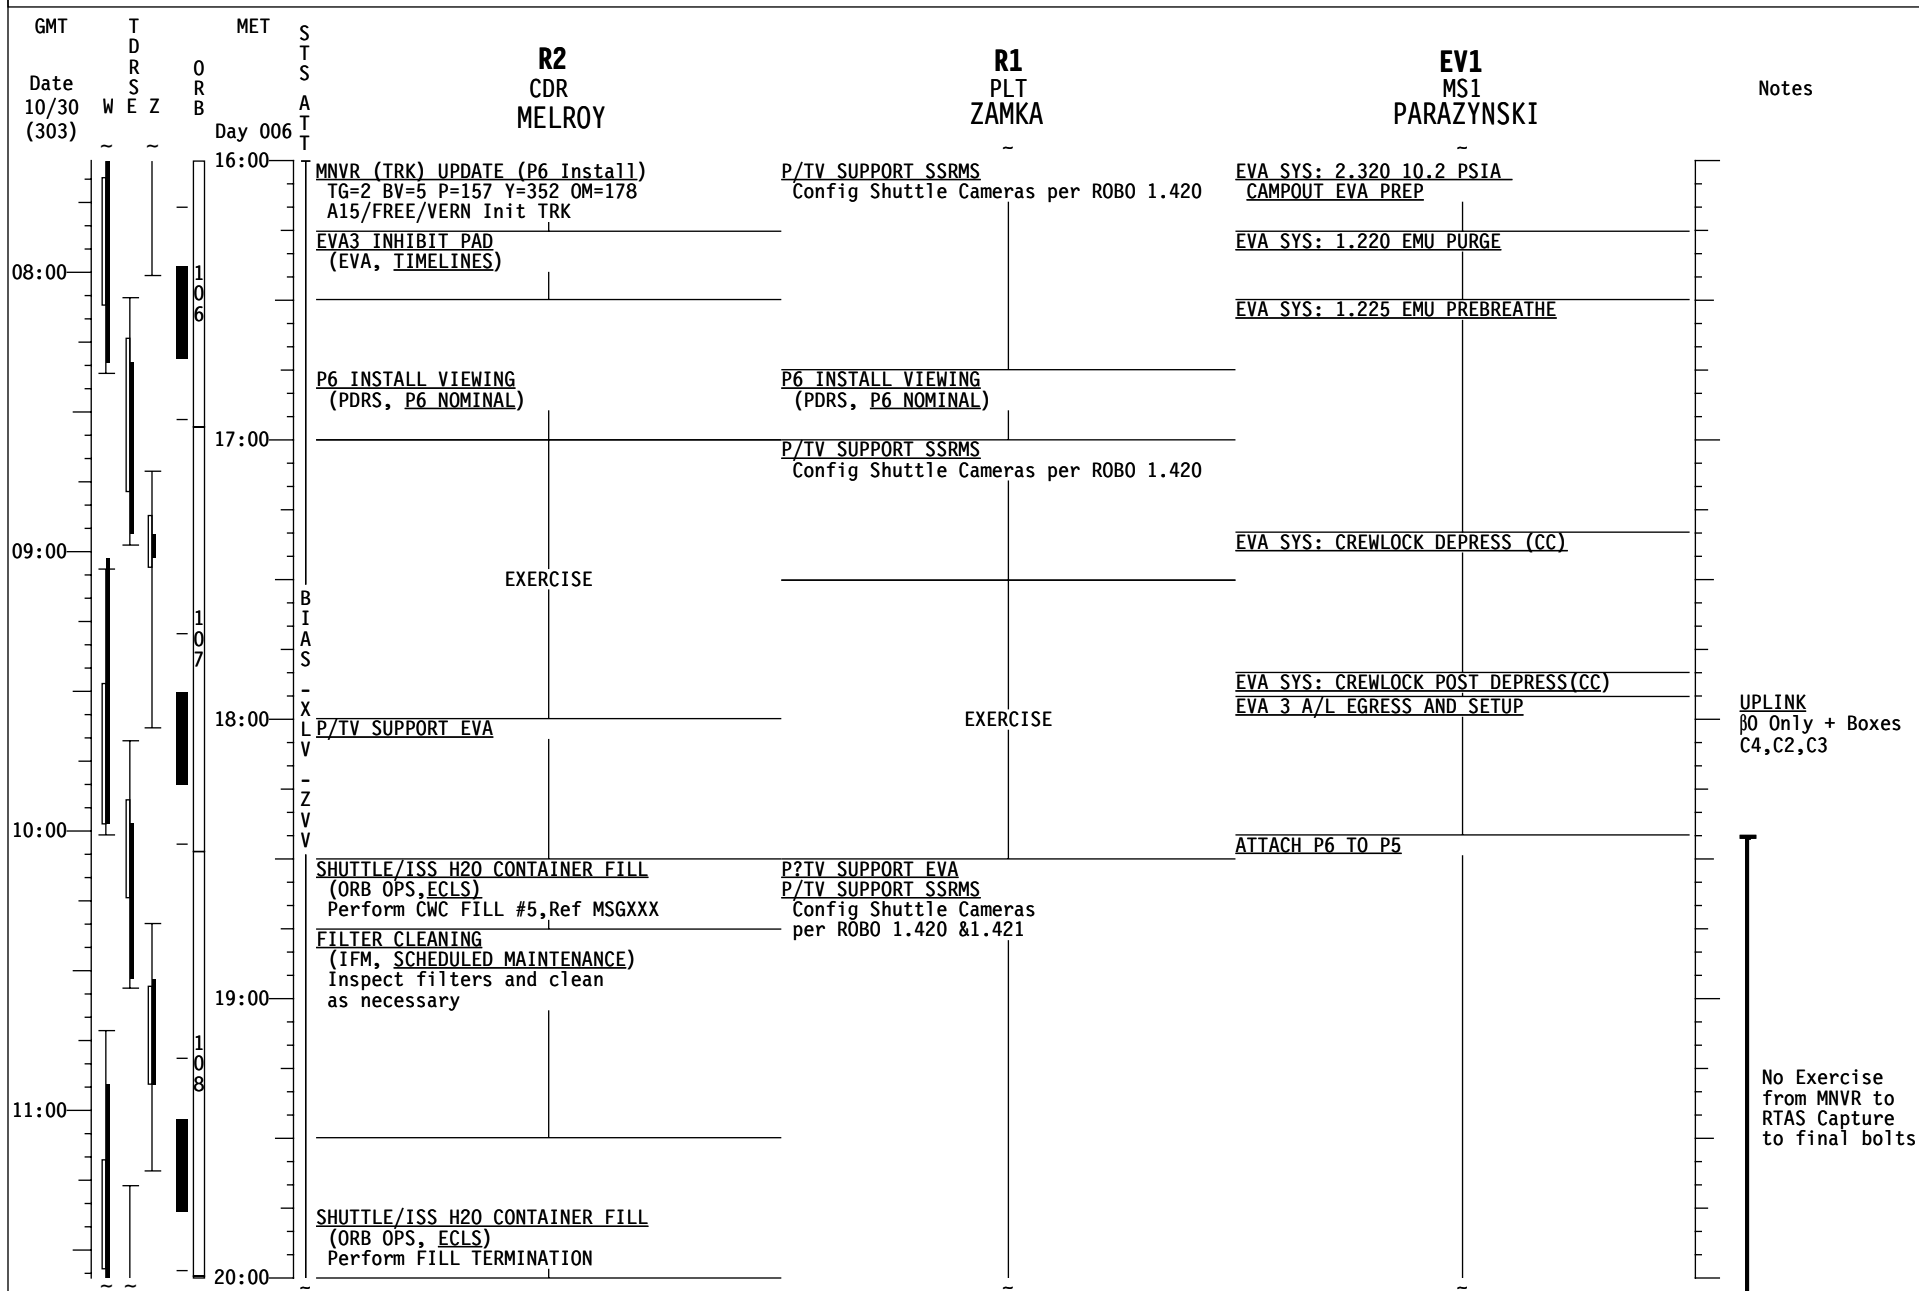 GMT
TDRS
MET
STS ATT
R2
R1
EV1
ORB
CDR
PLT
MS1
Notes
Date
10/30
W E Z
MELROY
ZAMKA
PARAZYNSKI
(303)
Day 006
~ ~ ~ ~
16:00
MNVR (TRK) UPDATE (P6 Install)
TG=2 BV=5 P=157 Y=352 OM=178
A15/FREE/VERN Init TRK
P/TV SUPPORT SSRMS
Config Shuttle Cameras per ROBO 1.420
EVA SYS: 2.320 10.2 PSIA
CAMPOUT EVA PREP
EVA3 INHIBIT PAD
(EVA, TIMELINES)
EVA SYS: 1.220 EMU PURGE
08:00
106
EVA SYS: 1.225 EMU PREBREATHE
P6 INSTALL VIEWING
(PDRS, P6 NOMINAL)
P6 INSTALL VIEWING
(PDRS, P6 NOMINAL)
17:00
P/TV SUPPORT SSRMS
Config Shuttle Cameras per ROBO 1.420
09:00
EVA SYS: CREWLOCK DEPRESS (CC)
EXERCISE
BIAS -XLV -ZVV
107
EVA SYS: CREWLOCK POST DEPRESS(CC)
EVA 3 A/L EGRESS AND SETUP
UPLINK
β0 Only + Boxes
C4,C2,C3
18:00
P/TV SUPPORT EVA
EXERCISE
10:00
ATTACH P6 TO P5
SHUTTLE/ISS H2O CONTAINER FILL
(ORB OPS,ECLS)
Perform CWC FILL #5,Ref MSGXXX
P?TV SUPPORT EVA
P/TV SUPPORT SSRMS
Config Shuttle Cameras
per ROBO 1.420 &1.421
FILTER CLEANING
(IFM, SCHEDULED MAINTENANCE)
Inspect filters and clean
as necessary
19:00
108
11:00
No Exercise
from MNVR to
RTAS Capture
to final bolts
SHUTTLE/ISS H2O CONTAINER FILL
(ORB OPS, ECLS)
Perform FILL TERMINATION
20:00
~ ~ ~ ~ ~